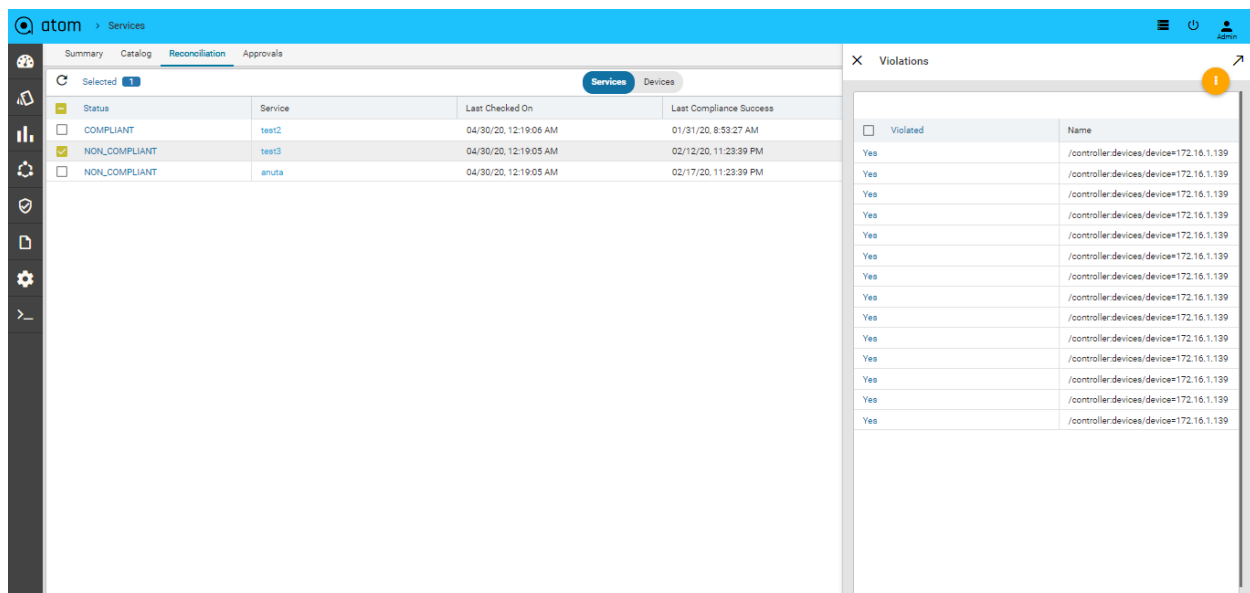 atom > Services
Admin
Summary Catalog Reconciliation Approvals
Selected 1 Services Devices
Status Service Last Checked On Last Compliance Success
COMPLIANT test2 04/30/20, 12:19:06 AM 01/31/20, 8:53:27 AM
NON_COMPLIANT test3 04/30/20, 12:19:05 AM 02/12/20, 11:23:39 PM
NON_COMPLIANT anuta 04/30/20, 12:19:05 AM 02/17/20, 11:23:39 PM
Violations
Violated Name
Yes /controller:devices/device=172.16.1.139
Yes /controller:devices/device=172.16.1.139
Yes /controller:devices/device=172.16.1.139
Yes /controller:devices/device=172.16.1.139
Yes /controller:devices/device=172.16.1.139
Yes /controller:devices/device=172.16.1.139
Yes /controller:devices/device=172.16.1.139
Yes /controller:devices/device=172.16.1.139
Yes /controller:devices/device=172.16.1.139
Yes /controller:devices/device=172.16.1.139
Yes /controller:devices/device=172.16.1.139
Yes /controller:devices/device=172.16.1.139
Yes /controller:devices/device=172.16.1.139
Yes /controller:devices/device=172.16.1.139